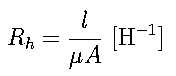 R_h = \frac{l}{\mu A} [H^{-1}]